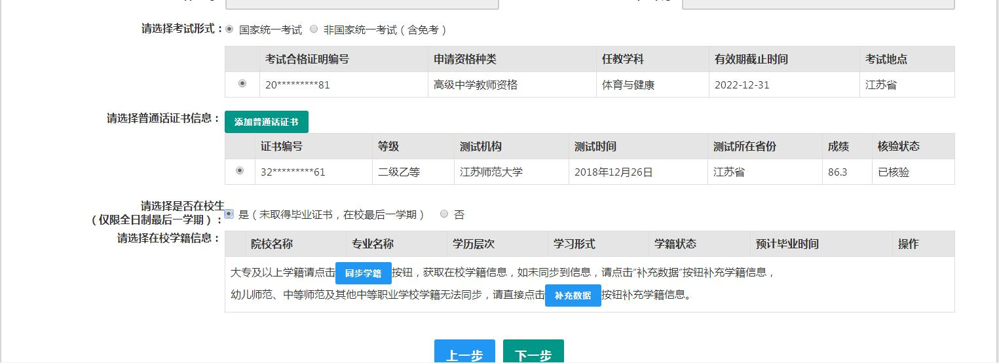 请选择考试形式： 国家统一考试 非国家统一考试（含免考）
考试合格证明编号 申请资格种类 任教学科 有效期截止时间 考试地点
20*********81 高级中学教师资格 体育与健康 2022-12-31 江苏省
请选择普通话证书信息： 添加普通话证书
证书编号 等级 测试机构 测试时间 测试所在省份 成绩 核验状态
32*********61 二级乙等 江苏师范大学 2018年12月26日 江苏省 86.3 已核验
请选择是否在校生
（仅限全日制最后一学期）： 是（未取得毕业证书，在校最后一学期） 否
请选择在校学籍信息：
院校名称 专业名称 学历层次 学习形式 学籍状态 预计毕业时间 操作
大专及以上学籍请点击 同步学籍 按钮，获取在校学籍信息，如未同步到信息，请点击“补充数据”按钮补充学籍信息，
幼儿师范、中等师范及其他中等职业学校学籍无法同步，请直接点击 补充数据 按钮补充学籍信息。
上一步 下一步